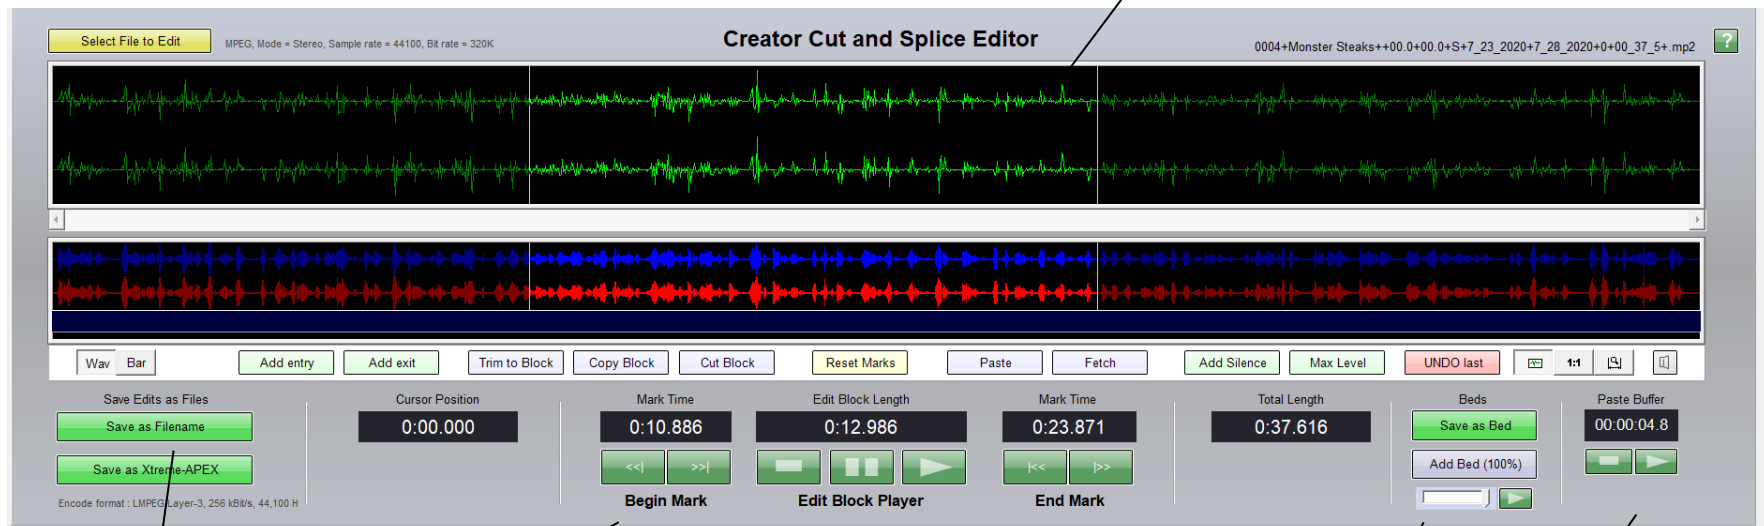 Select File to Edit
MPEG, Mode = Stereo, Sample rate = 44100, Bit rate = 320K
Creator Cut and Splice Editor
0004+Monster Steaks++00.0+00.0+S+7_23_2020+7_28_2020+0+00_37_5+.mp2
?
Wav Bar Add entry Add exit Trim to Block Copy Block Cut Block Reset Marks Paste Fetch Add Silence Max Level UNDO last 1:1
Save Edits as Files Cursor Position Mark Time Edit Block Length Mark Time Total Length Beds Paste Buffer
Save as Filename 0:00.000 0:10.886 0:12.986 0:23.871 0:37.616 Save as Bed 00:00:04.8
Save as Xtreme-APEX <<| >>| |<< |>> Add Bed (100%)
Encode format : LMPEG Layer-3, 256 kBit/s, 44,100 H Begin Mark Edit Block Player End Mark